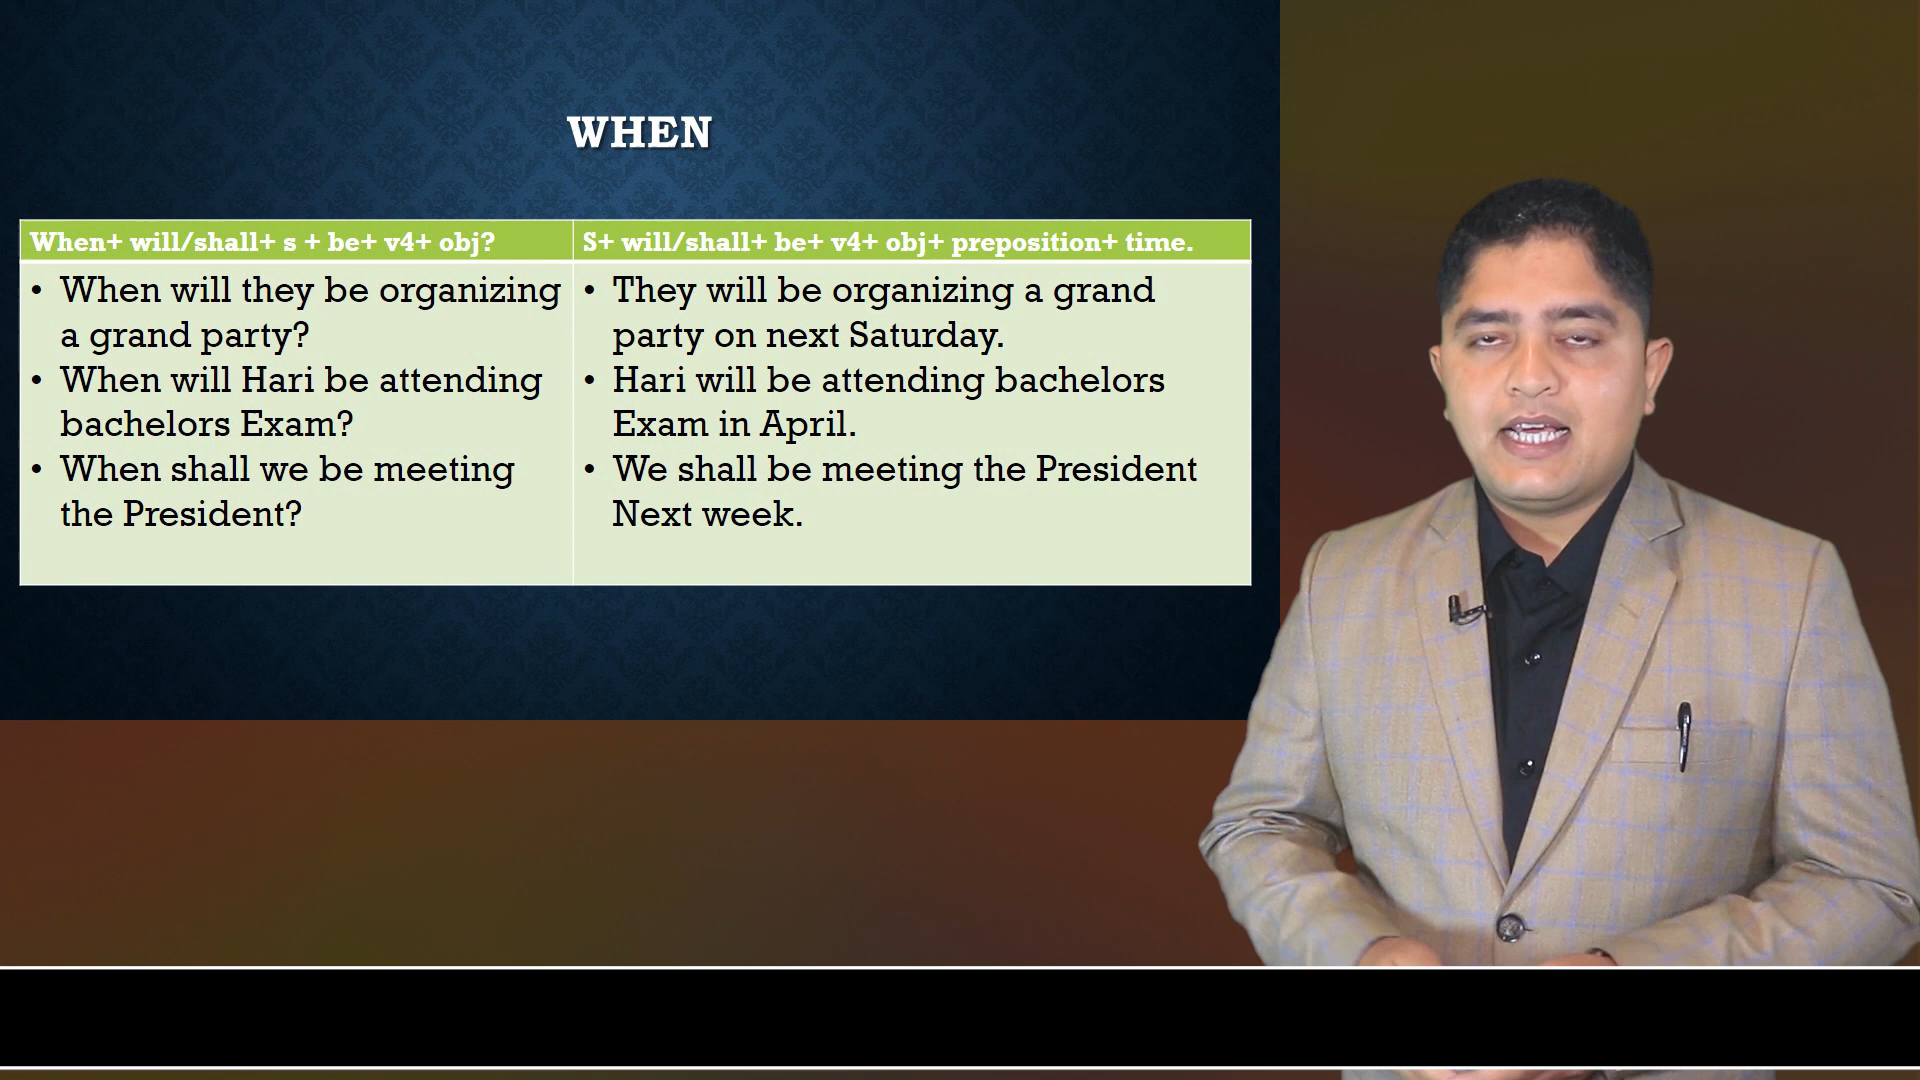 WHEN
When+ will/shall+ s + be+ v4+ obj?
• When will they be organizing
a grand party?
• When will Hari be attending
bachelors Exam?
• When shall we be meeting
the President?
S+ will/shall+ be+ v4+ obj+ preposition+ time.
• They will be organizing a grand
party on next Saturday.
• Hari will be attending bachelors
Exam in April.
• We shall be meeting the President
Next week.